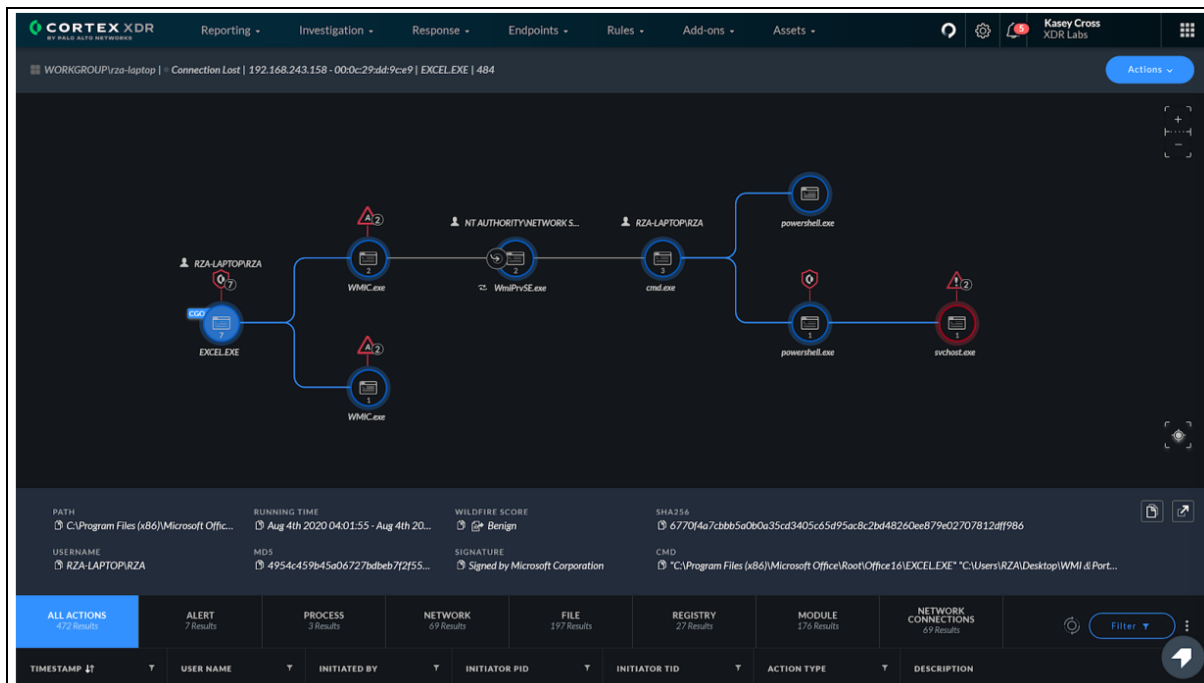 CORTEX XDR
BY PALO ALTO NETWORKS
Reporting
Investigation
Response
Endpoints
Rules
Add-ons
Assets
5
Kasey Cross
XDR Labs
WORKGROUP\rza-laptop | Connection Lost | 192.168.243.158 - 00:0c:29:dd:9c:e9 | EXCEL.EXE | 484
Actions
RZA-LAPTOP\RZA
7
CGO
7
EXCEL.EXE
A 2
2
WMIC.exe
A 2
1
WMIC.exe
NT AUTHORITY\NETWORK S...
2
WmiPrvSE.exe
RZA-LAPTOP\RZA
3
cmd.exe
powershell.exe
1
powershell.exe
2
1
svchost.exe
PATH
C:\Program Files (x86)\Microsoft Offic...
RUNNING TIME
Aug 4th 2020 04:01:55 - Aug 4th 20...
WILDFIRE SCORE
Benign
SHA256
6770f4a7cbbb5a0b0a35cd3405c65d95ac8c2bd48260ee879e02707812dff986
USERNAME
RZA-LAPTOP\RZA
MD5
4954c459b45a06727bdbeb7f2f55...
SIGNATURE
Signed by Microsoft Corporation
CMD
"C:\Program Files (x86)\Microsoft Office\Root\Office16\EXCEL.EXE" "C:\Users\RZA\Desktop\WMI & Port...
ALL ACTIONS
472 Results
ALERT
7 Results
PROCESS
3 Results
NETWORK
69 Results
FILE
197 Results
REGISTRY
27 Results
MODULE
176 Results
NETWORK
CONNECTIONS
69 Results
Filter
TIMESTAMP
USER NAME
INITIATED BY
INITIATOR PID
INITIATOR TID
ACTION TYPE
DESCRIPTION